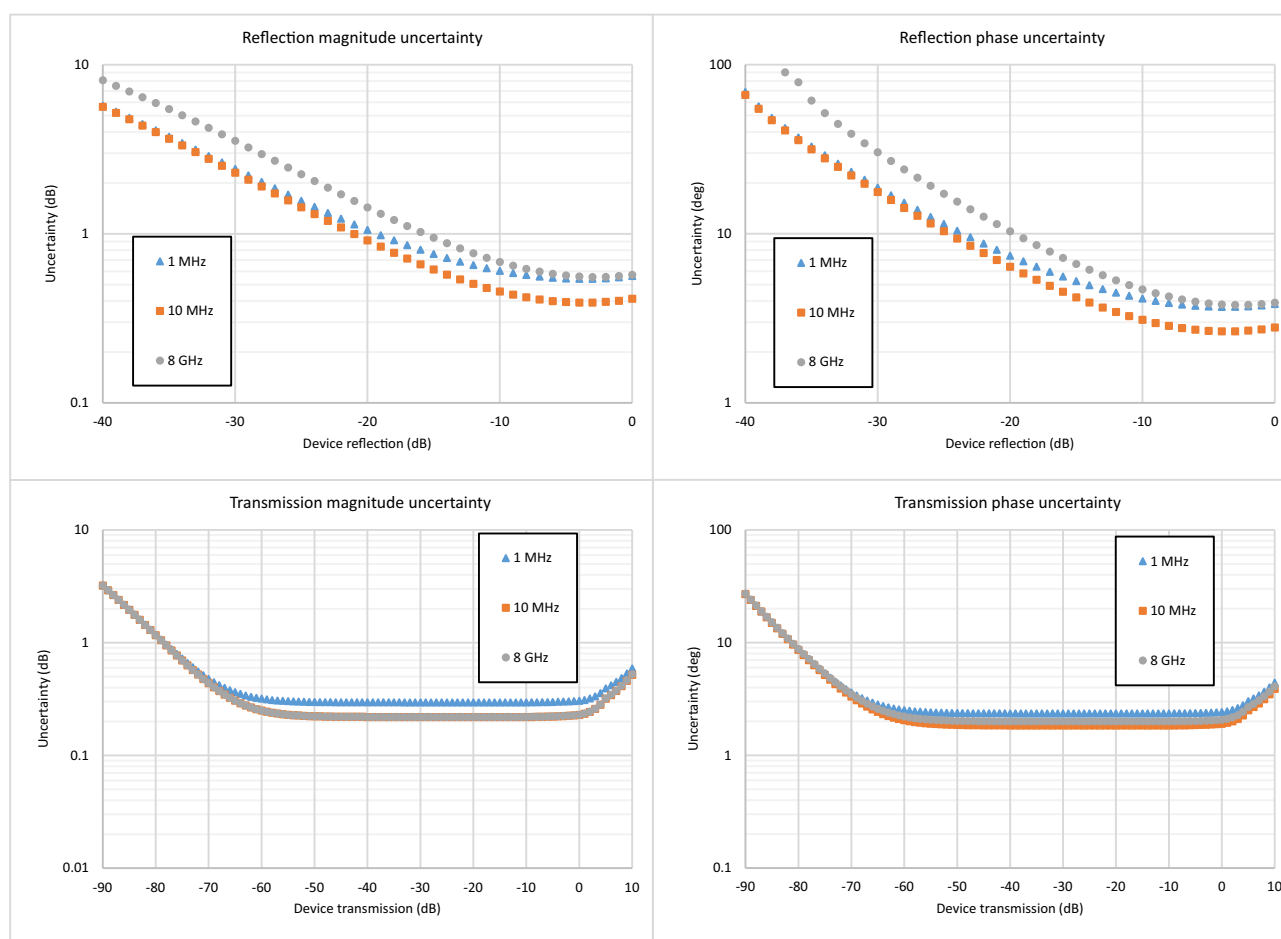 Reflection magnitude uncertainty
10
1
0.1
Uncertainty (dB)
1 MHz
10 MHz
8 GHz
-40 -30 -20 -10 0
Device reflection (dB)
Reflection phase uncertainty
100
10
1
Uncertainty (deg)
1 MHz
10 MHz
8 GHz
-40 -30 -20 -10 0
Device reflection (dB)
Transmission magnitude uncertainty
10
1
0.1
0.01
Uncertainty (dB)
1 MHz
10 MHz
8 GHz
-90 -80 -70 -60 -50 -40 -30 -20 -10 0 10
Device transmission (dB)
Transmission phase uncertainty
100
10
1
0.1
Uncertainty (deg)
1 MHz
10 MHz
8 GHz
-90 -80 -70 -60 -50 -40 -30 -20 -10 0 10
Device transmission (dB)